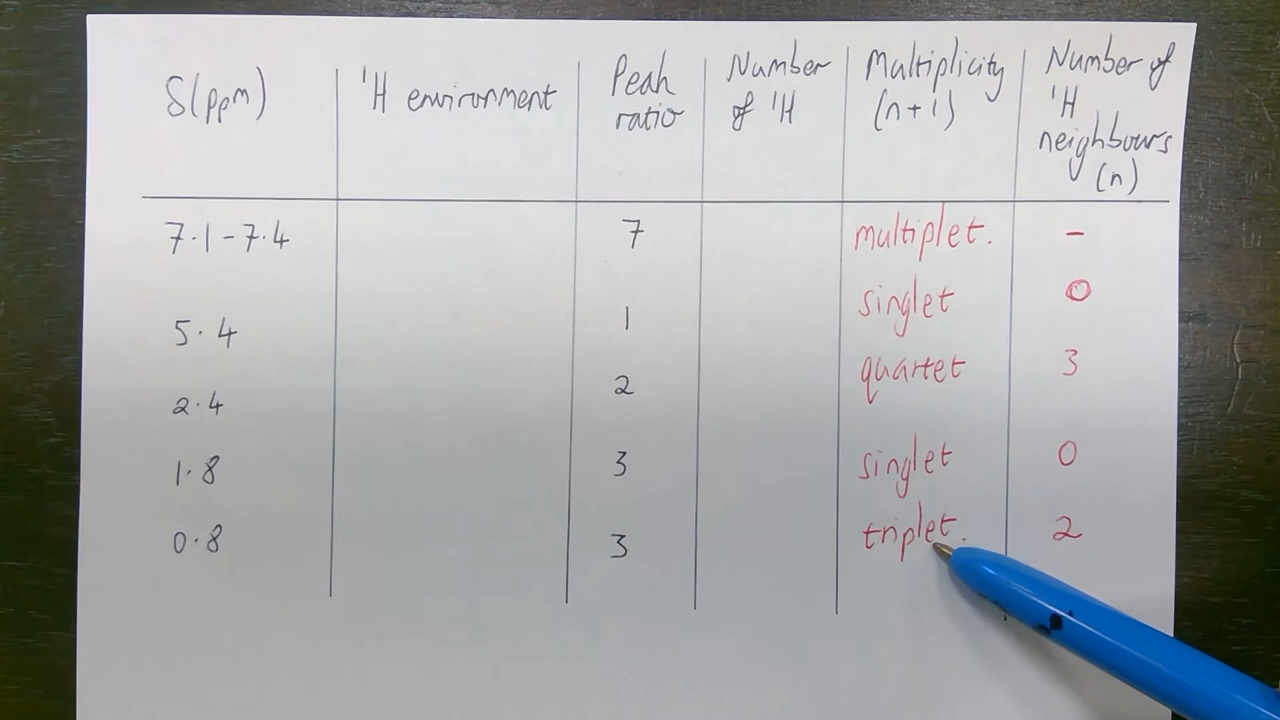 δ(ppm) ¹H environment Peak ratio Number of ¹H Multiplicity (n+1) Number of ¹H neighbours (n)
7.1-7.4 7 multiplet. -
5.4 1 singlet 0
2.4 2 quartet 3
1.8 3 singlet 0
0.8 3 triplet. 2